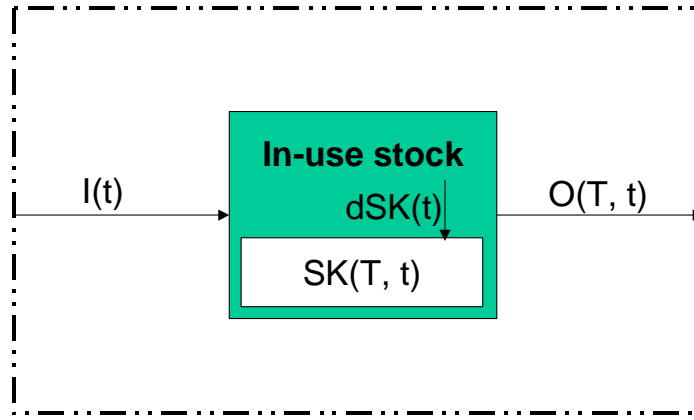 In-use stock
I(t)
dSK(t)
O(T, t)
SK(T, t)